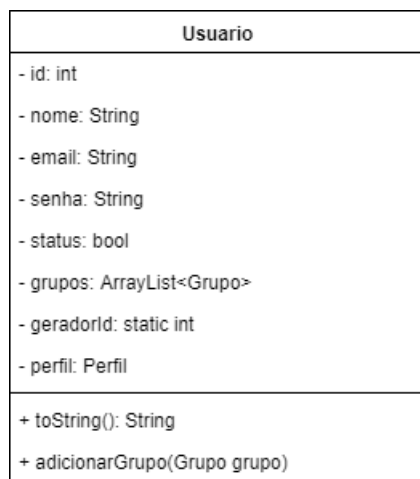 Usuario
- id: int
- nome: String
- email: String
- senha: String
- status: bool
- grupos: ArrayList<Grupo>
- geradorId: static int
- perfil: Perfil
+ toString(): String
+ adicionarGrupo(Grupo grupo)